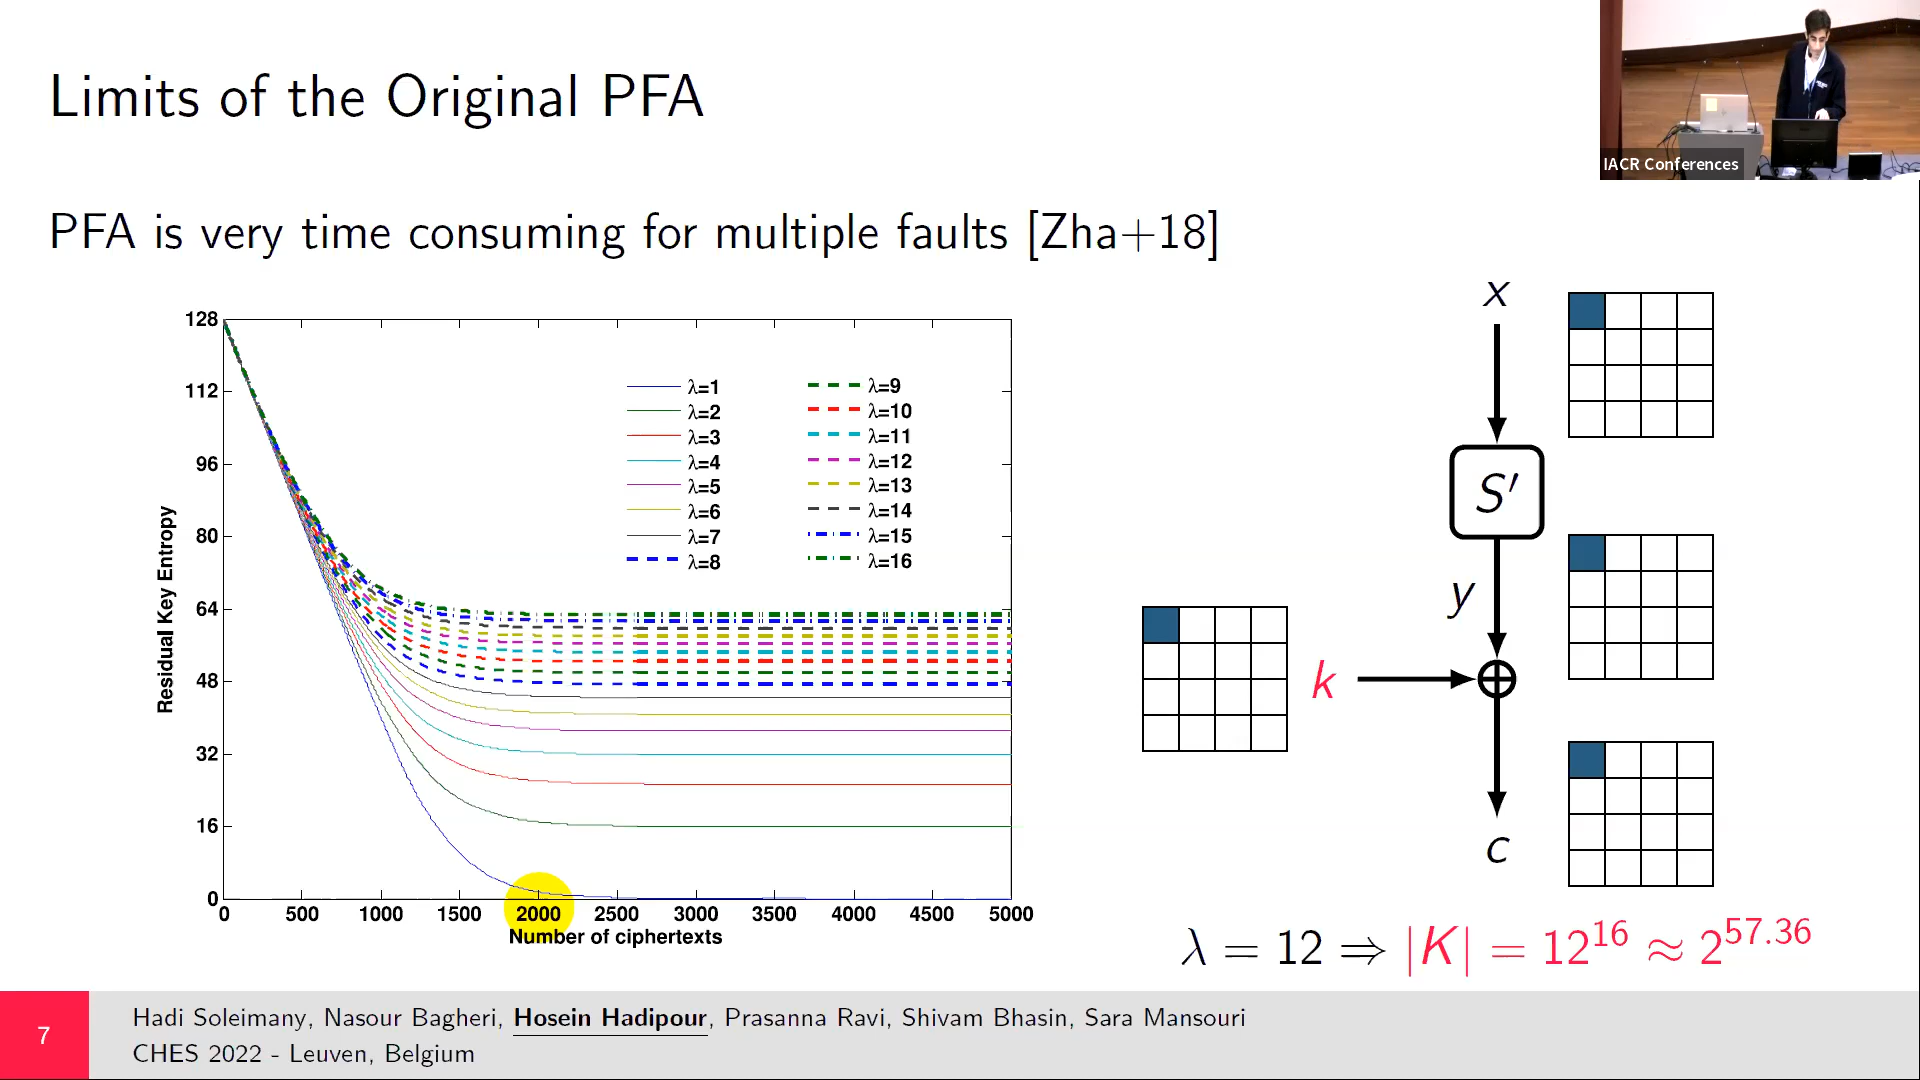 Limits of the Original PFA
IACR Conferences
PFA is very time consuming for multiple faults [Zha+18]
Residual Key Entropy
128
112
96
80
64
48
32
16
0
0 500 1000 1500 2000 2500 3000 3500 4000 4500 5000
Number of ciphertexts
λ=1
λ=2
λ=3
λ=4
λ=5
λ=6
λ=7
λ=8
λ=9
λ=10
λ=11
λ=12
λ=13
λ=14
λ=15
λ=16
x
S′
y
k
c
λ = 12 ⇒ |K| = 12^16 ≈ 2^57.36
7
Hadi Soleimany, Nasour Bagheri, Hosein Hadipour, Prasanna Ravi, Shivam Bhasin, Sara Mansouri
CHES 2022 - Leuven, Belgium